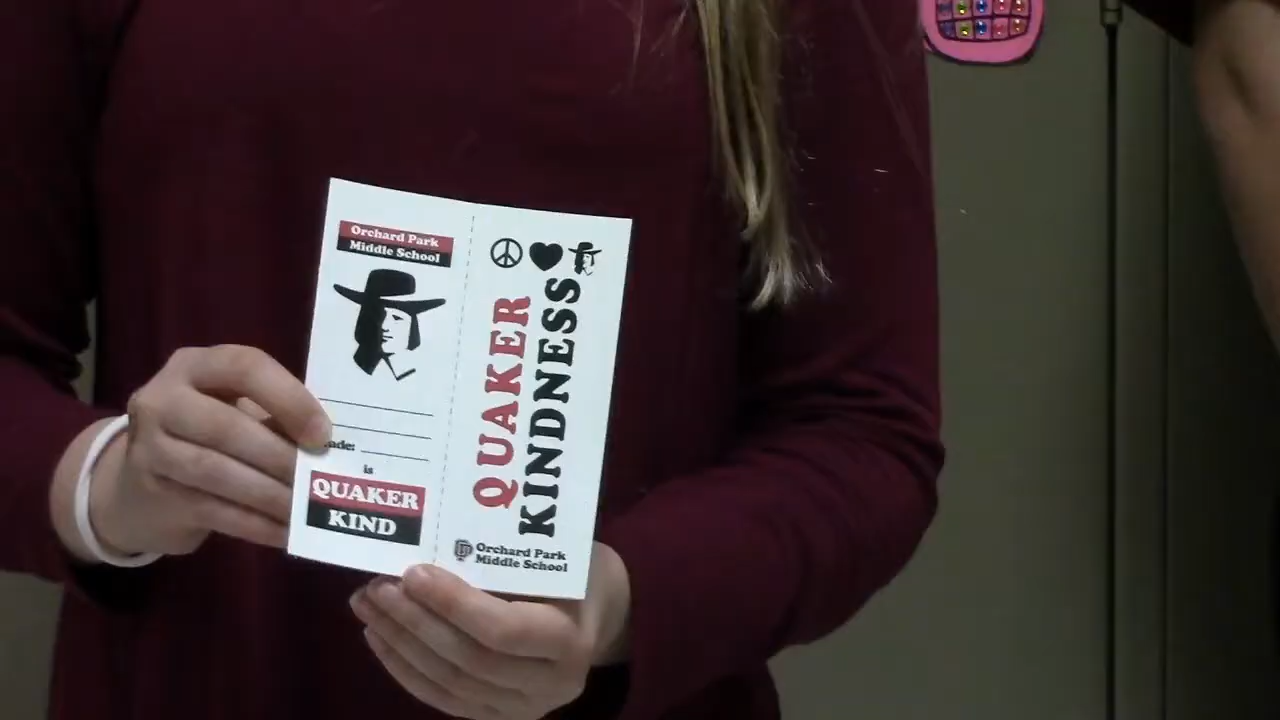 Orchard Park
Middle School
is
QUAKER
KIND
QUAKER
KINDNESS
Orchard Park
Middle School